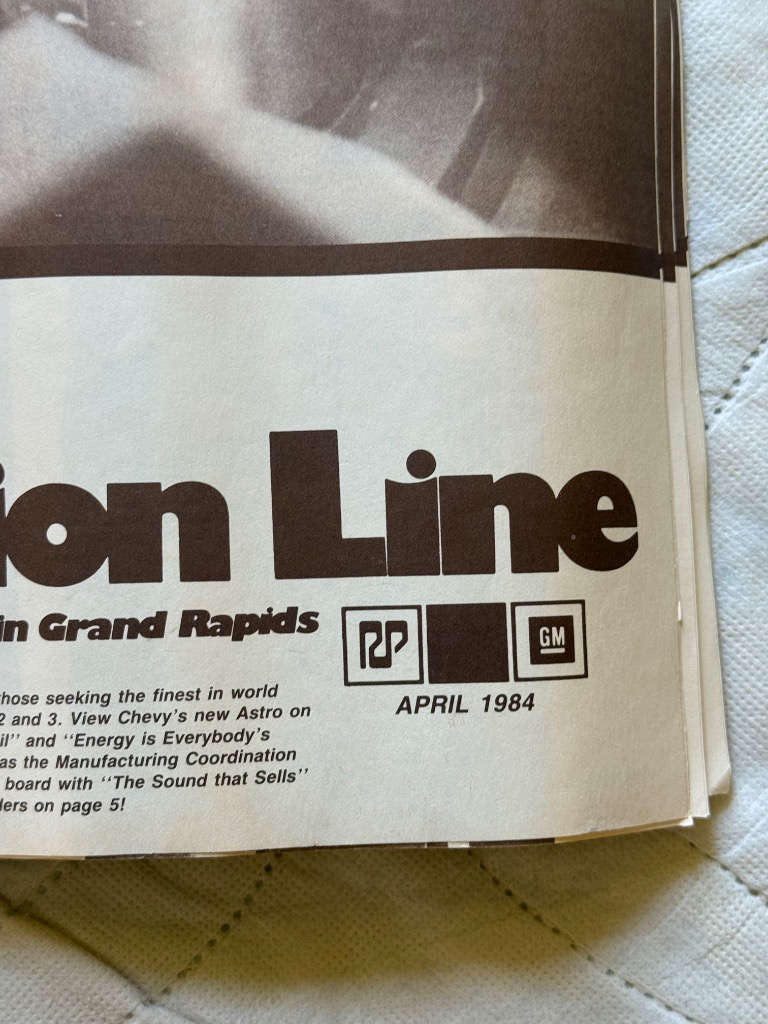 ion Line
in Grand Rapids
GM
APRIL 1984
those seeking the finest in world
2 and 3. View Chevy's new Astro on
il" and "Energy is Everybody's
as the Manufacturing Coordination
board with "The Sound that Sells"
ders on page 5!